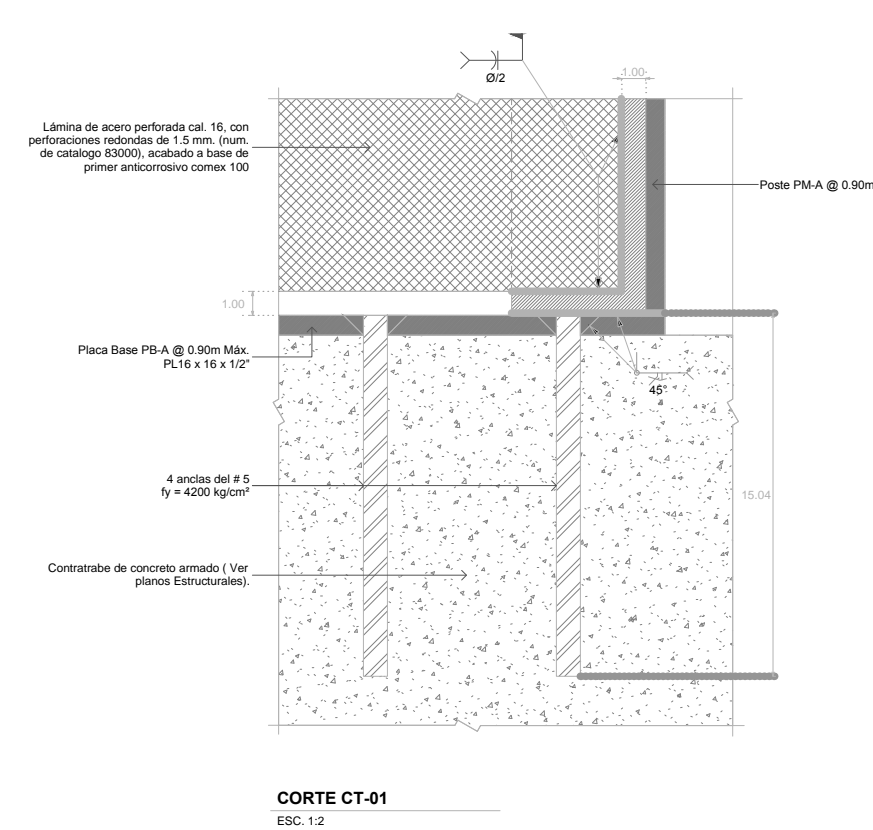 Ø/2
1.00
Lámina de acero perforada cal. 16, con
perforaciones redondas de 1.5 mm. (num.
de catalogo 83000), acabado a base de
primer anticorrosivo comex 100
Poste PM-A @ 0.90m
1.00
Placa Base PB-A @ 0.90m Máx.
PL16 x 16 x 1/2"
45°
4 anclas del # 5
fy = 4200 kg/cm²
15.04
Contratrabe de concreto armado ( Ver
planos Estructurales).
CORTE CT-01
ESC. 1:2